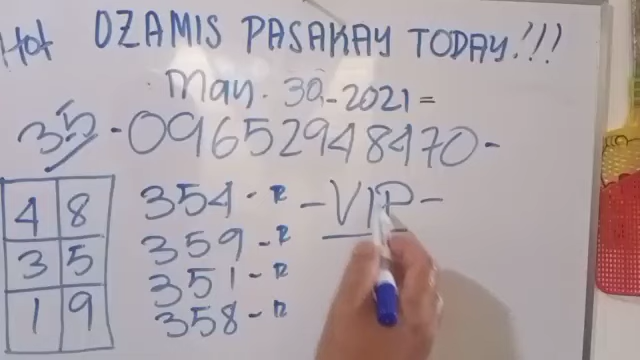 Hot OZAMIS PASAKAY TODAY!!!
May. 30-2021=
35-09652948470-
4 8
3 5
1 9
354-R
359-R
351-R
358-R
-VIP-